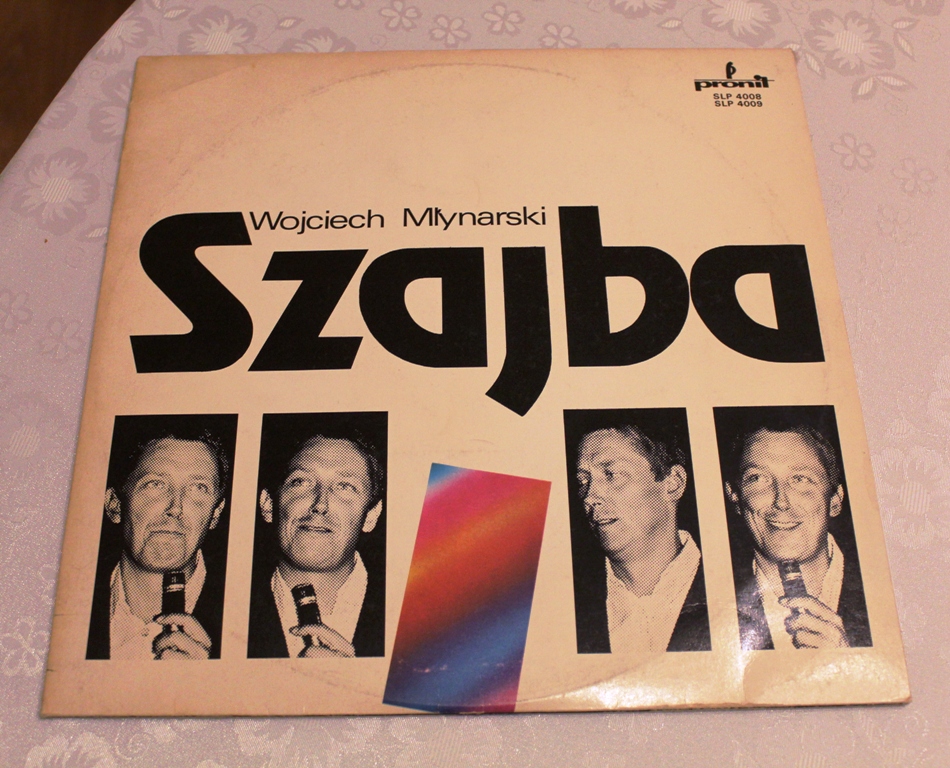 pronit
SLP 4008
SLP 4009
Wojciech Młynarski
Szajba